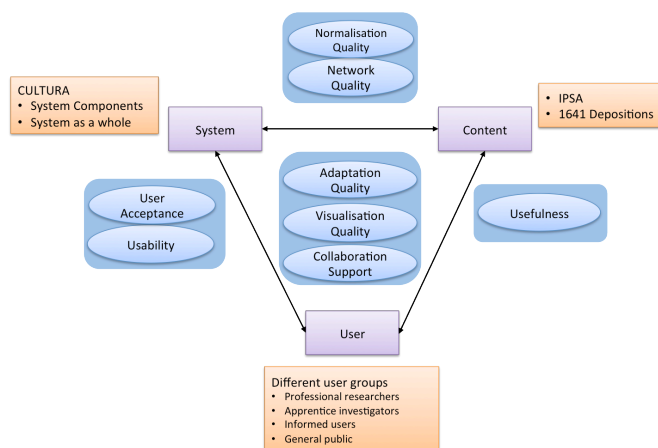 Normalisation
Quality
Network
Quality
CULTURA
• System Components
• System as a whole
• IPSA
• 1641 Depositions
System
Content
Adaptation
Quality
User
Acceptance
Visualisation
Quality
Usefulness
Usability
Collaboration
Support
User
Different user groups
• Professional researchers
• Apprentice investigators
• Informed users
• General public